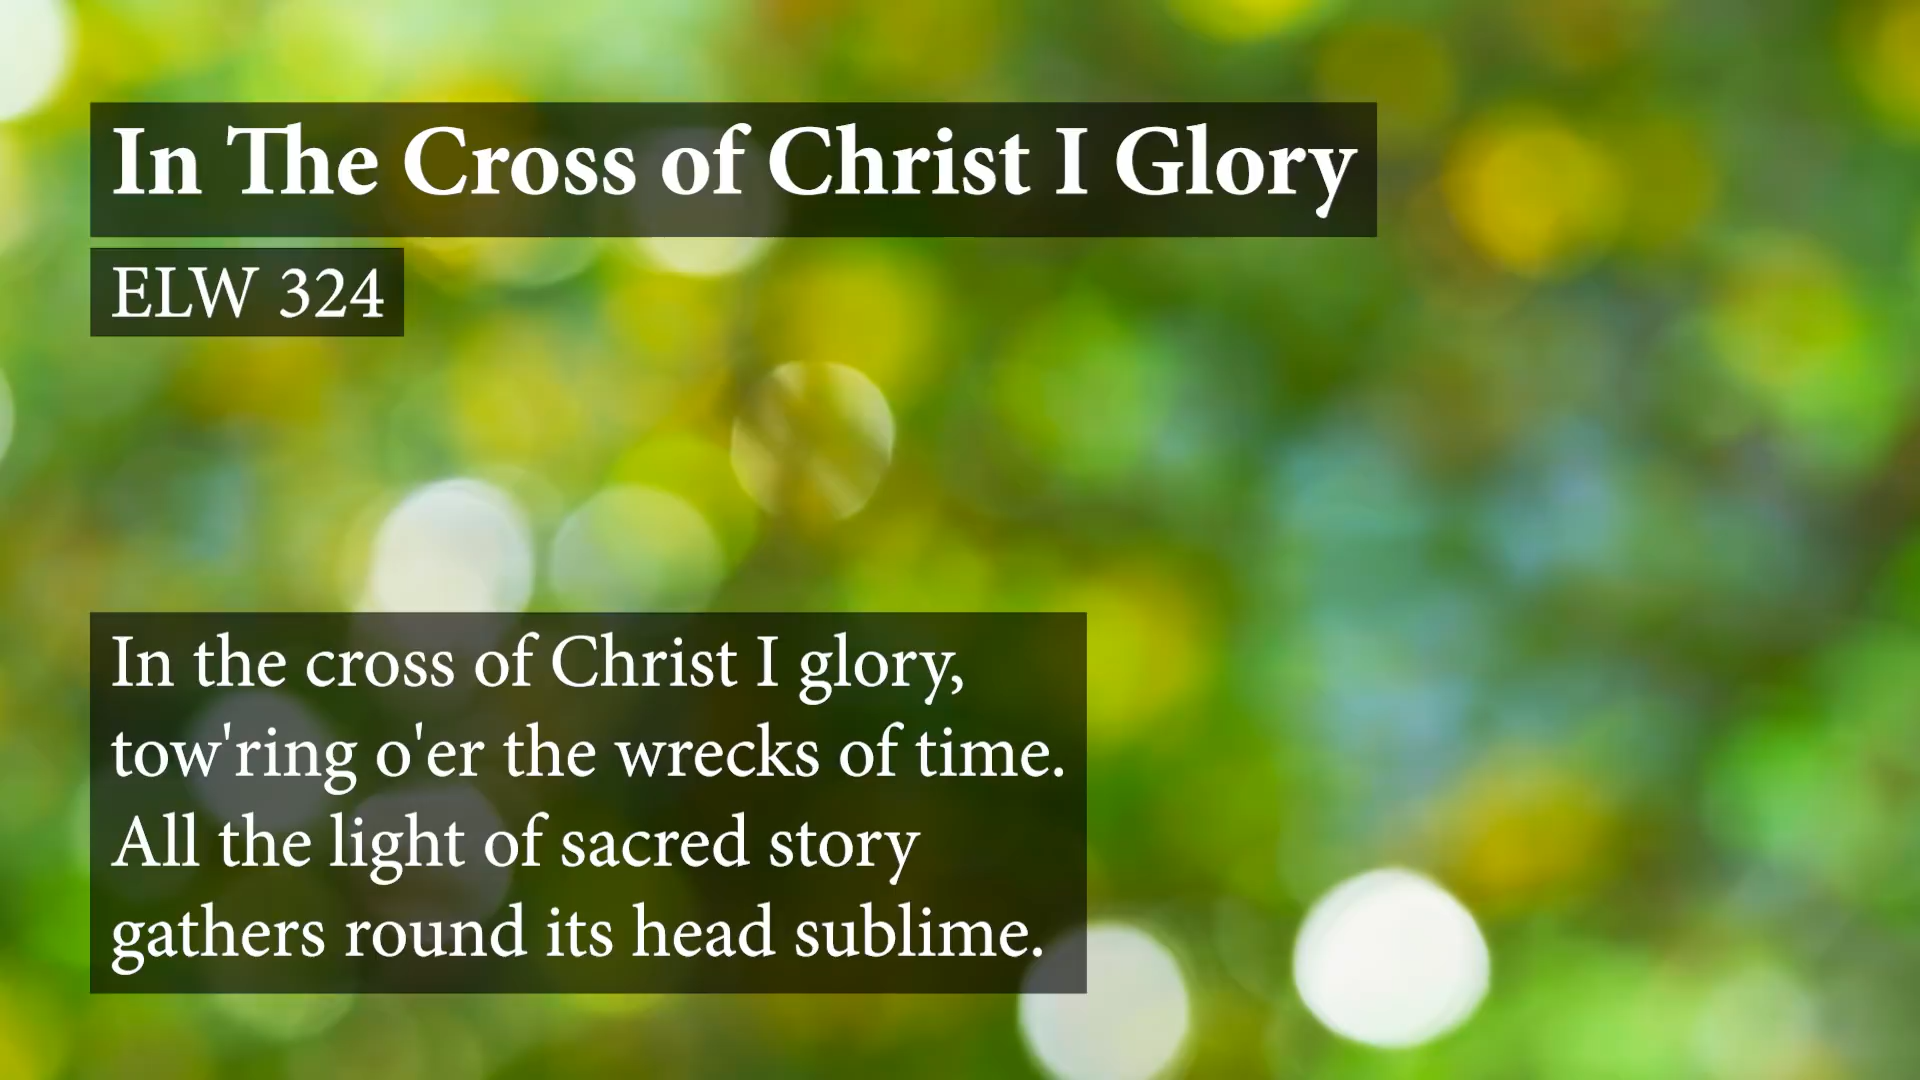 In The Cross of Christ I Glory
ELW 324
In the cross of Christ I glory,
tow'ring o'er the wrecks of time.
All the light of sacred story
gathers round its head sublime.